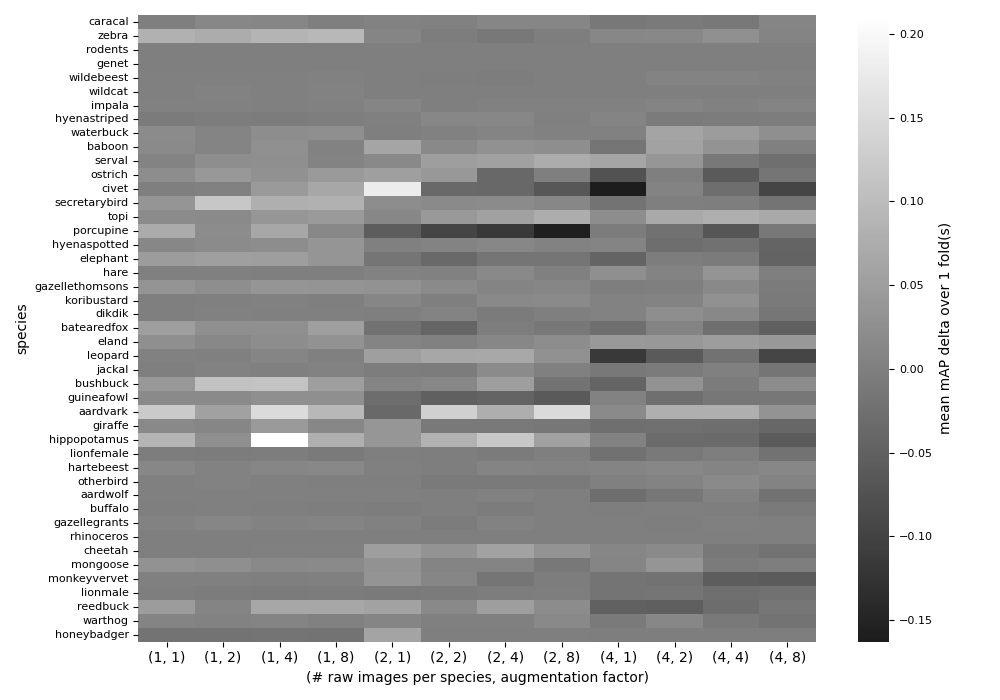 caracal
zebra
rodents
genet
wildebeest
wildcat
impala
hyenastriped
waterbuck
baboon
serval
ostrich
civet
secretarybird
topi
porcupine
hyenaspotted
elephant
hare
gazellethomsons
koribustard
dikdik
batearedfox
eland
leopard
jackal
bushbuck
guineafowl
aardvark
giraffe
hippopotamus
lionfemale
hartebeest
otherbird
aardwolf
buffalo
gazellegrants
rhinoceros
cheetah
mongoose
monkeyvervet
lionmale
reedbuck
warthog
honeybadger
species
(1, 1) (1, 2) (1, 4) (1, 8) (2, 1) (2, 2) (2, 4) (2, 8) (4, 1) (4, 2) (4, 4) (4, 8)
(# raw images per species, augmentation factor)
0.20
0.15
0.10
0.05
0.00
−0.05
−0.10
−0.15
mean mAP delta over 1 fold(s)